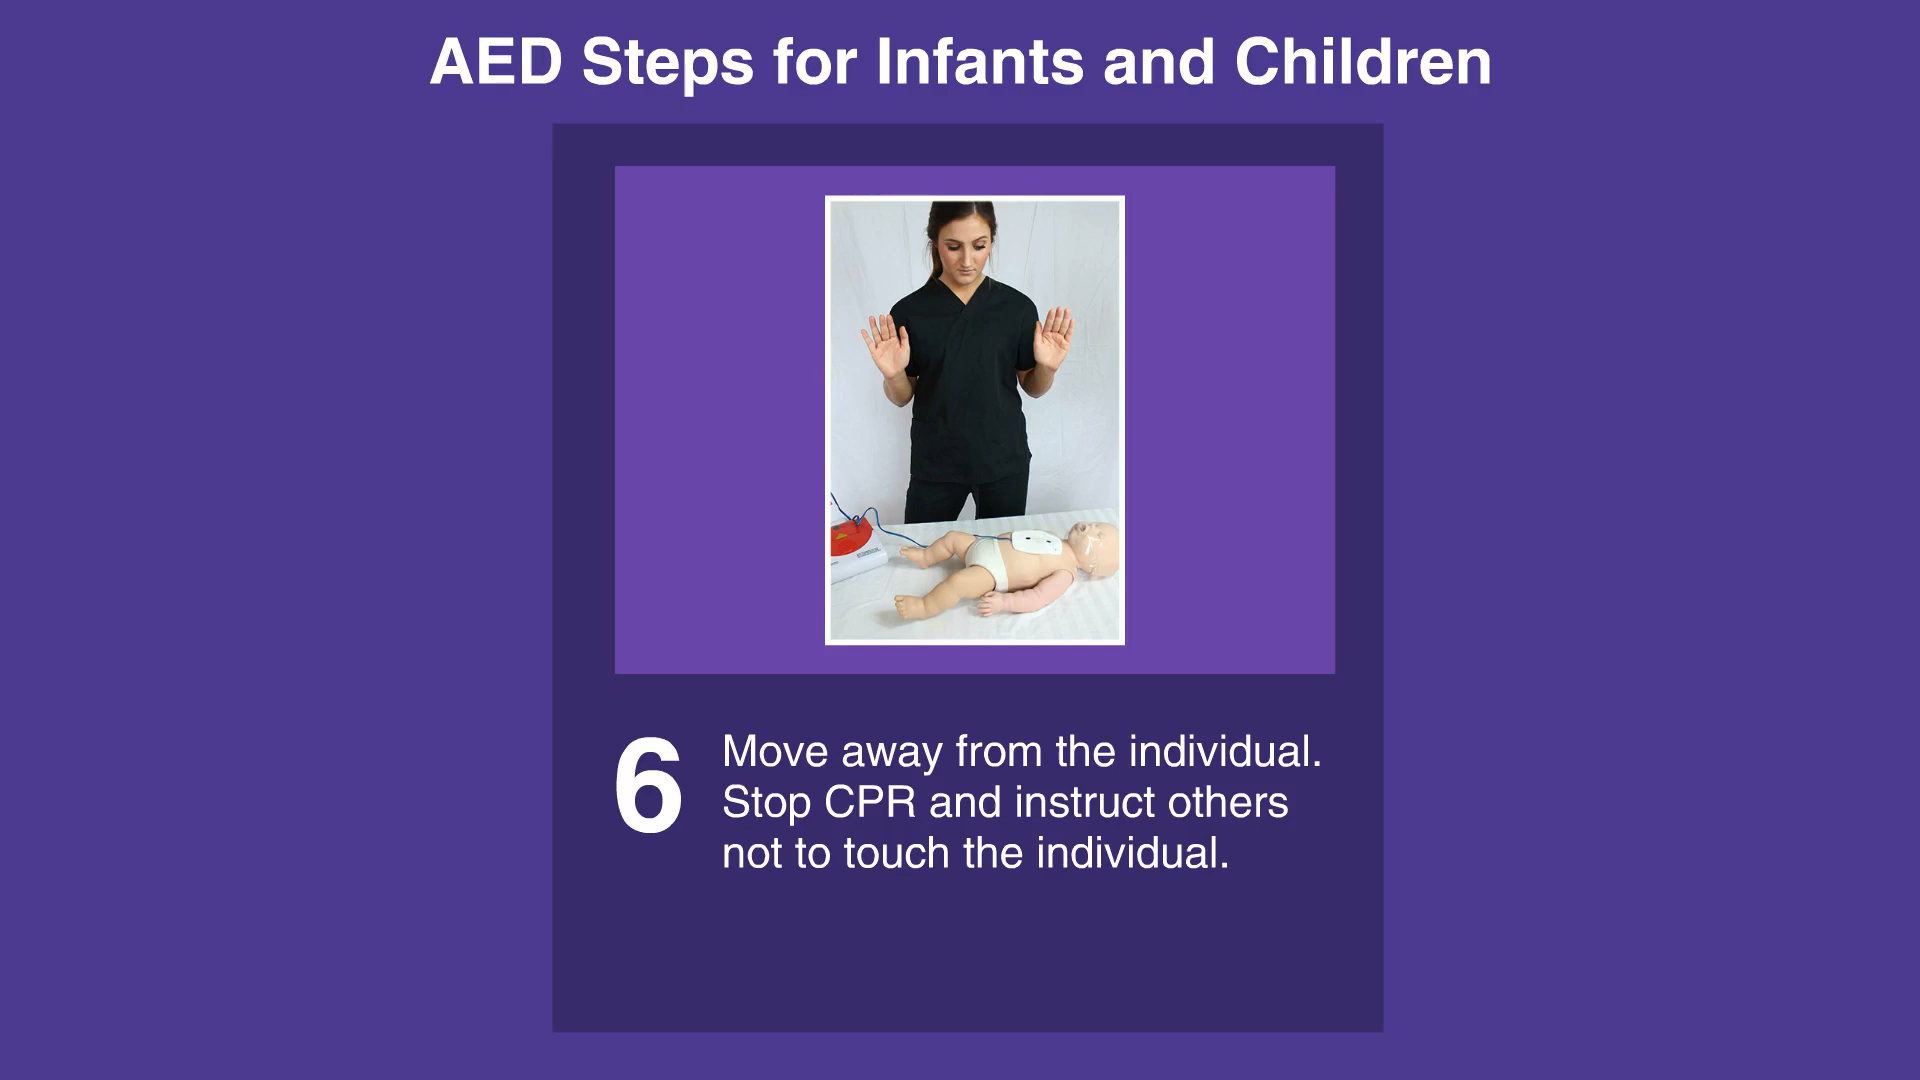 AED Steps for Infants and Children
6
Move away from the individual.
Stop CPR and instruct others
not to touch the individual.